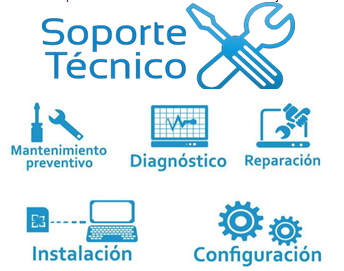 Soporte
Técnico
Mantenimiento
preventivo
Diagnóstico
Reparación
Instalación
Configuración